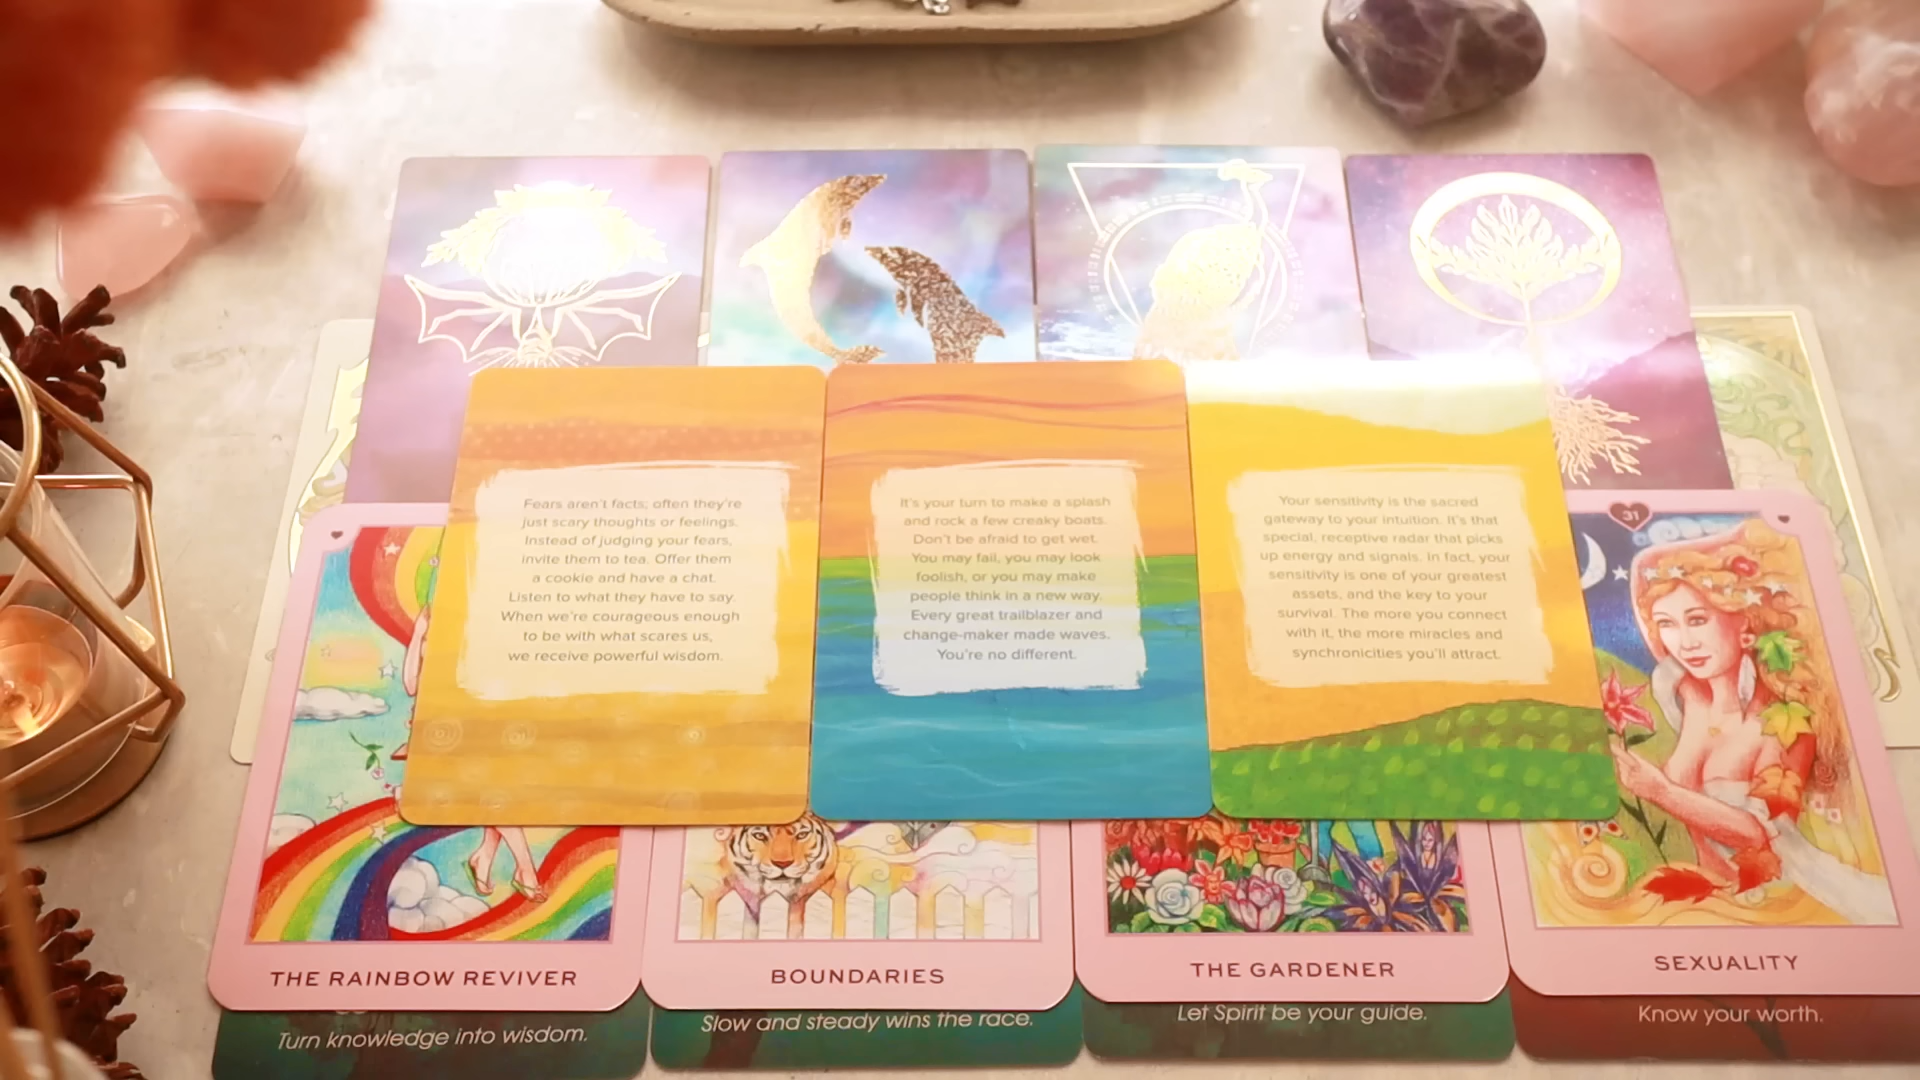 Fears aren't facts; often they're
just scary thoughts or feelings.
Instead of judging your fears,
invite them to tea. Offer them
a cookie and have a chat.
Listen to what they have to say.
When we're courageous enough
to be with what scares us,
we receive powerful wisdom.
It's your turn to make a splash
and rock a few creaky boats.
Don't be afraid to get wet.
You may fail, you may look
foolish, or you may make
people think in a new way.
Every great trailblazer and
change-maker made waves.
You're no different.
Your sensitivity is the sacred
gateway to your intuition. It's that
special, receptive radar that picks
up energy and signals. In fact, your
sensitivity is one of your greatest
assets, and the key to your
survival. The more you connect
with it, the more miracles and
synchronicities you'll attract.
31
THE RAINBOW REVIVER
BOUNDARIES
THE GARDENER
SEXUALITY
Turn knowledge into wisdom.
Slow and steady wins the race.
Let Spirit be your guide.
Know your worth.